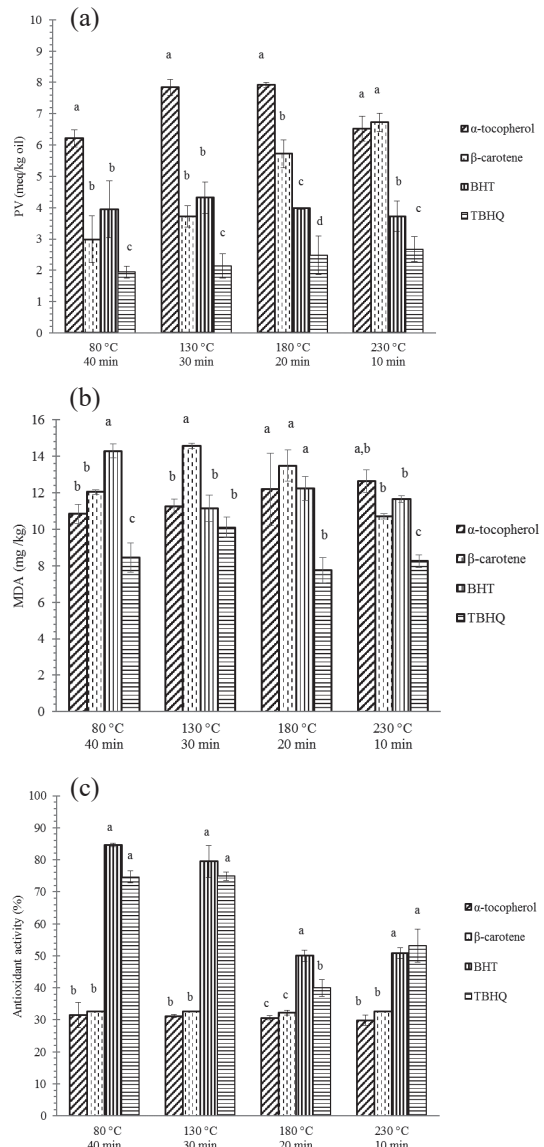 (a)
PV (meq/kg oil)
10
9
8
7
6
5
4
3
2
1
0
a
b
b
c
a
b
b
c
a
b
c
d
a
a
b
c
80 °C
40 min
130 °C
30 min
180 °C
20 min
230 °C
10 min
α-tocopherol
β-carotene
BHT
TBHQ
(b)
MDA (mg /kg)
16
14
12
10
8
6
4
2
0
b
b
a
c
b
a
b
b
a
a
a
b
a,b
b
b
c
80 °C
40 min
130 °C
30 min
180 °C
20 min
230 °C
10 min
α-tocopherol
β-carotene
BHT
TBHQ
(c)
Antioxidant activity (%)
100
90
80
70
60
50
40
30
20
10
0
b
b
a
a
b
b
a
a
c
c
a
b
b
b
a
a
80 °C
40 min
130 °C
30 min
180 °C
20 min
230 °C
10 min
α-tocopherol
β-carotene
BHT
TBHQ